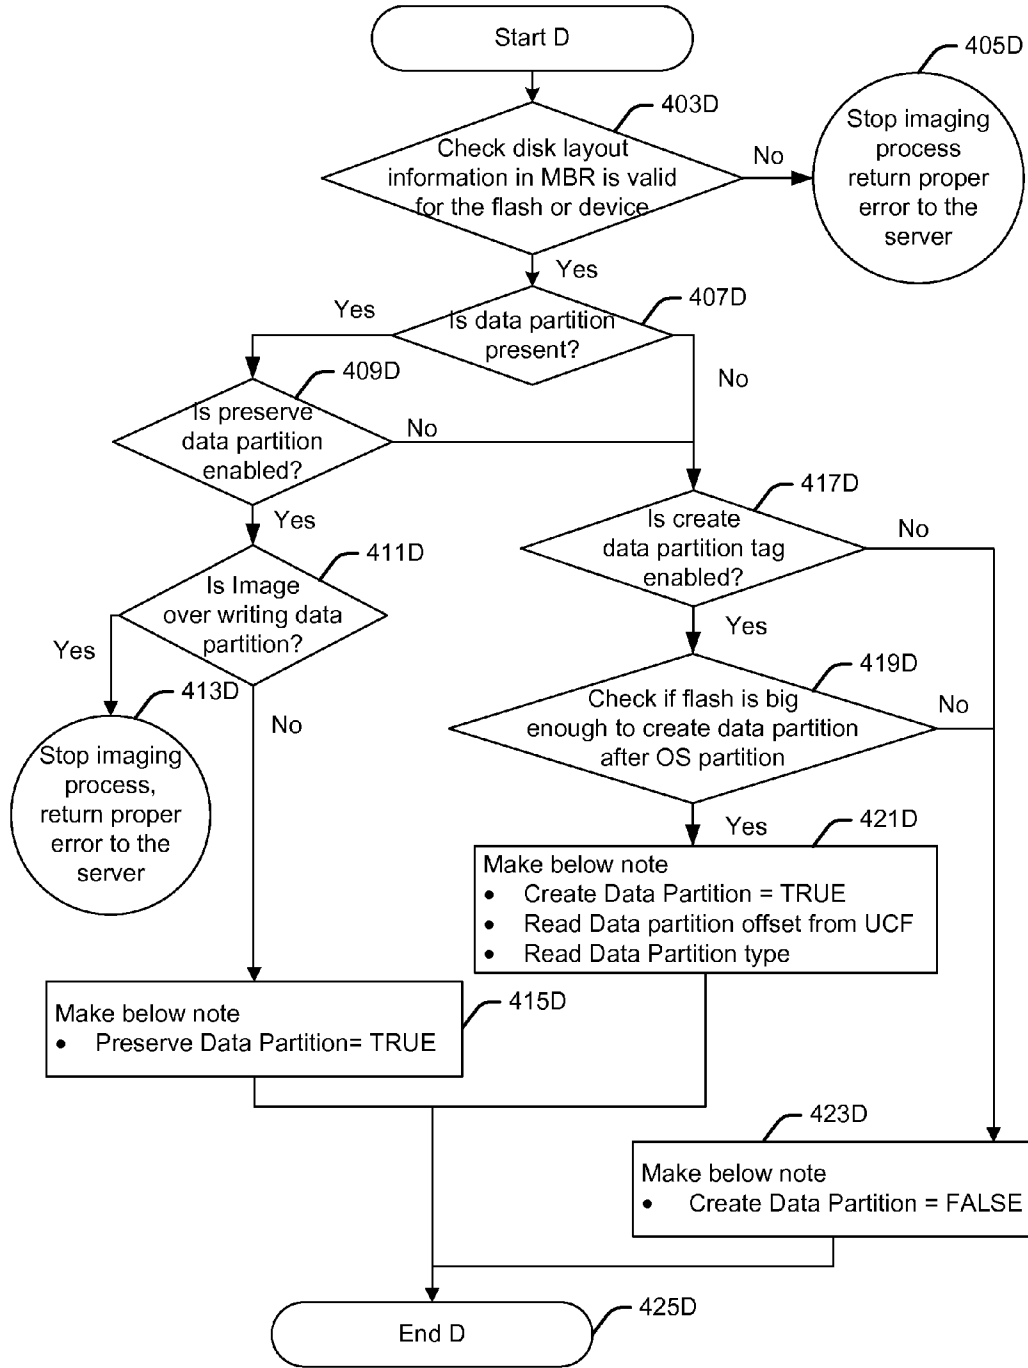 Start D
405D
403D
Stop imaging
process
return proper
error to the
server
Check disk layout
information in MBR is valid
for the flash or device
No
Yes
407D
Yes
Is data partition
present?
No
409D
Is preserve
data partition
enabled?
No
417D
Is create
data partition tag
enabled?
No
Yes
411D
Is Image
over writing data
partition?
Yes
Yes
419D
Check if flash is big
enough to create data partition
after OS partition
No
413D
No
Stop imaging
process,
return proper
error to the
server
Yes
421D
Make below note
• Create Data Partition = TRUE
• Read Data partition offset from UCF
• Read Data Partition type
415D
Make below note
• Preserve Data Partition= TRUE
423D
Make below note
• Create Data Partition = FALSE
425D
End D